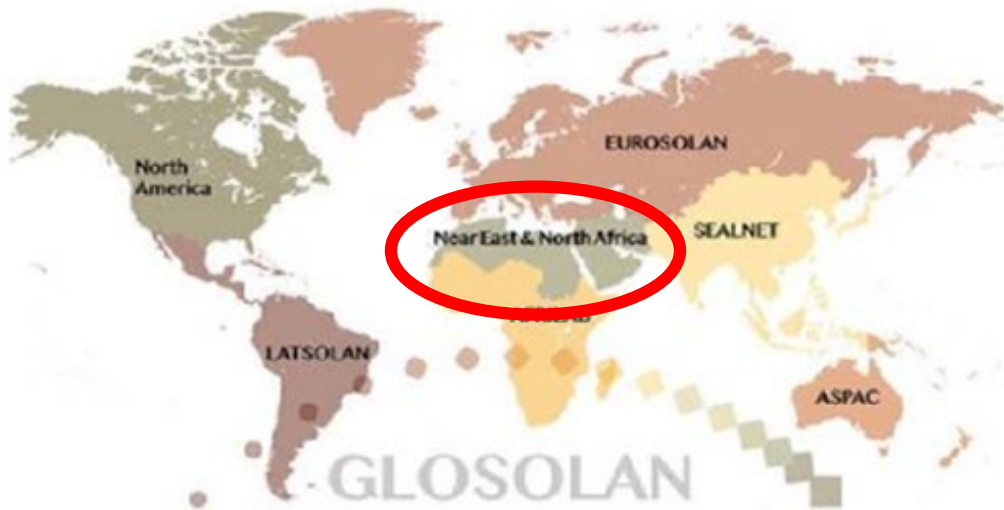 EUROSOLAN
North
America
Near East & North Africa
SEALNET
LATSOLAN
ASPAC
GLOSOLAN